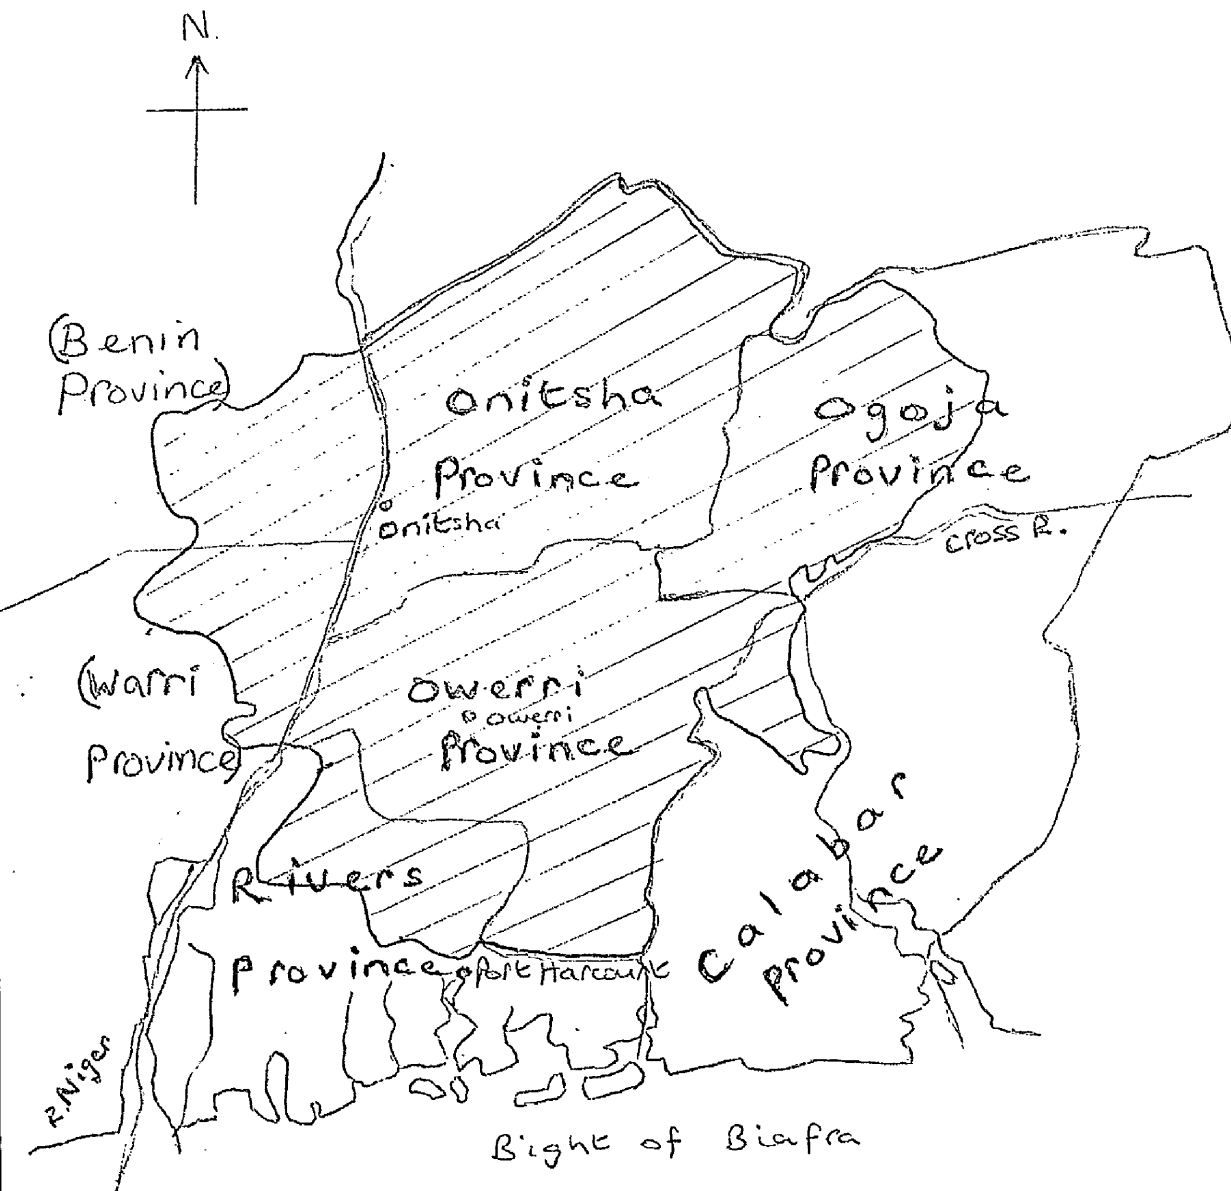 N.
(Benin
Province)
Onitsha
Province
Onitsha
Ogoja
Province
Cross R.
(Warri
Province)
Owerri
Owerri
Province
Rivers
Province
Port Harcourt
Calabar
Province
R. Niger
Bight of Biafra